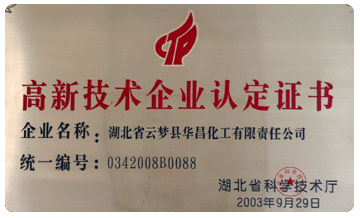 高新技术企业认定证书
企业名称：湖北省云梦县华昌化工有限责任公司
统一编号：0342008B0088
湖北省科学技术厅
2003年9月29日